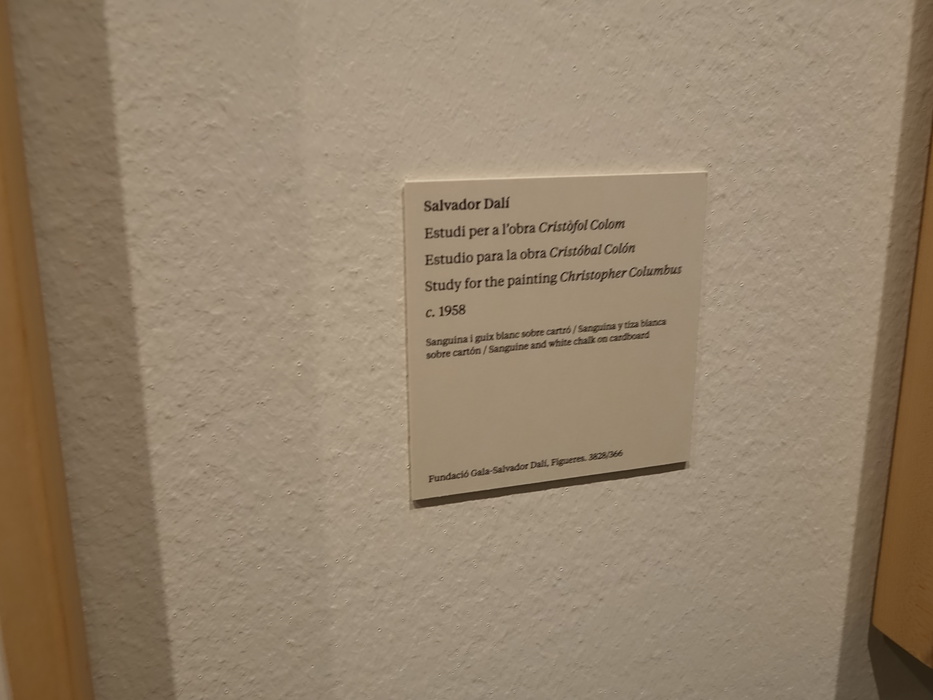 Salvador Dalí
Estudi per a l'obra Cristòfol Colom
Estudio para la obra Cristóbal Colón
Study for the painting Christopher Columbus
c. 1958
Sanguina i guix blanc sobre cartró / Sanguina y tiza blanca
sobre cartón / Sanguine and white chalk on cardboard
Fundació Gala-Salvador Dalí, Figueres. 3828/366